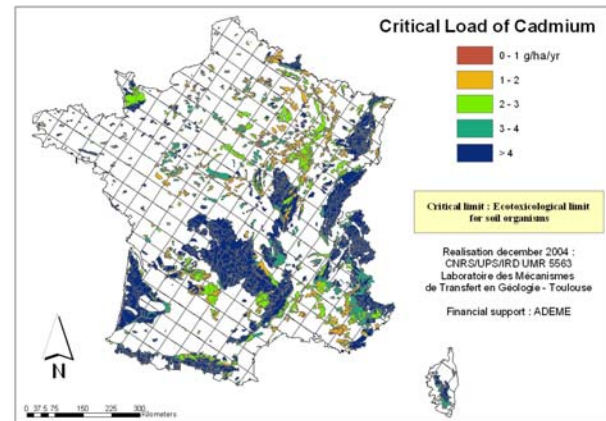 Critical Load of Cadmium
0 - 1 g/ha/yr
1 - 2
2 - 3
3 - 4
> 4
Critical limit : Ecotoxicological limit
for soil organisms
Realisation december 2004 :
CNRS/UPS/IRD UMR 5563
Laboratoire des Mécanismes
de Transfert en Géologie - Toulouse
Financial support : ADEME
N
0 37,5 75 150 225 300
Kilometers